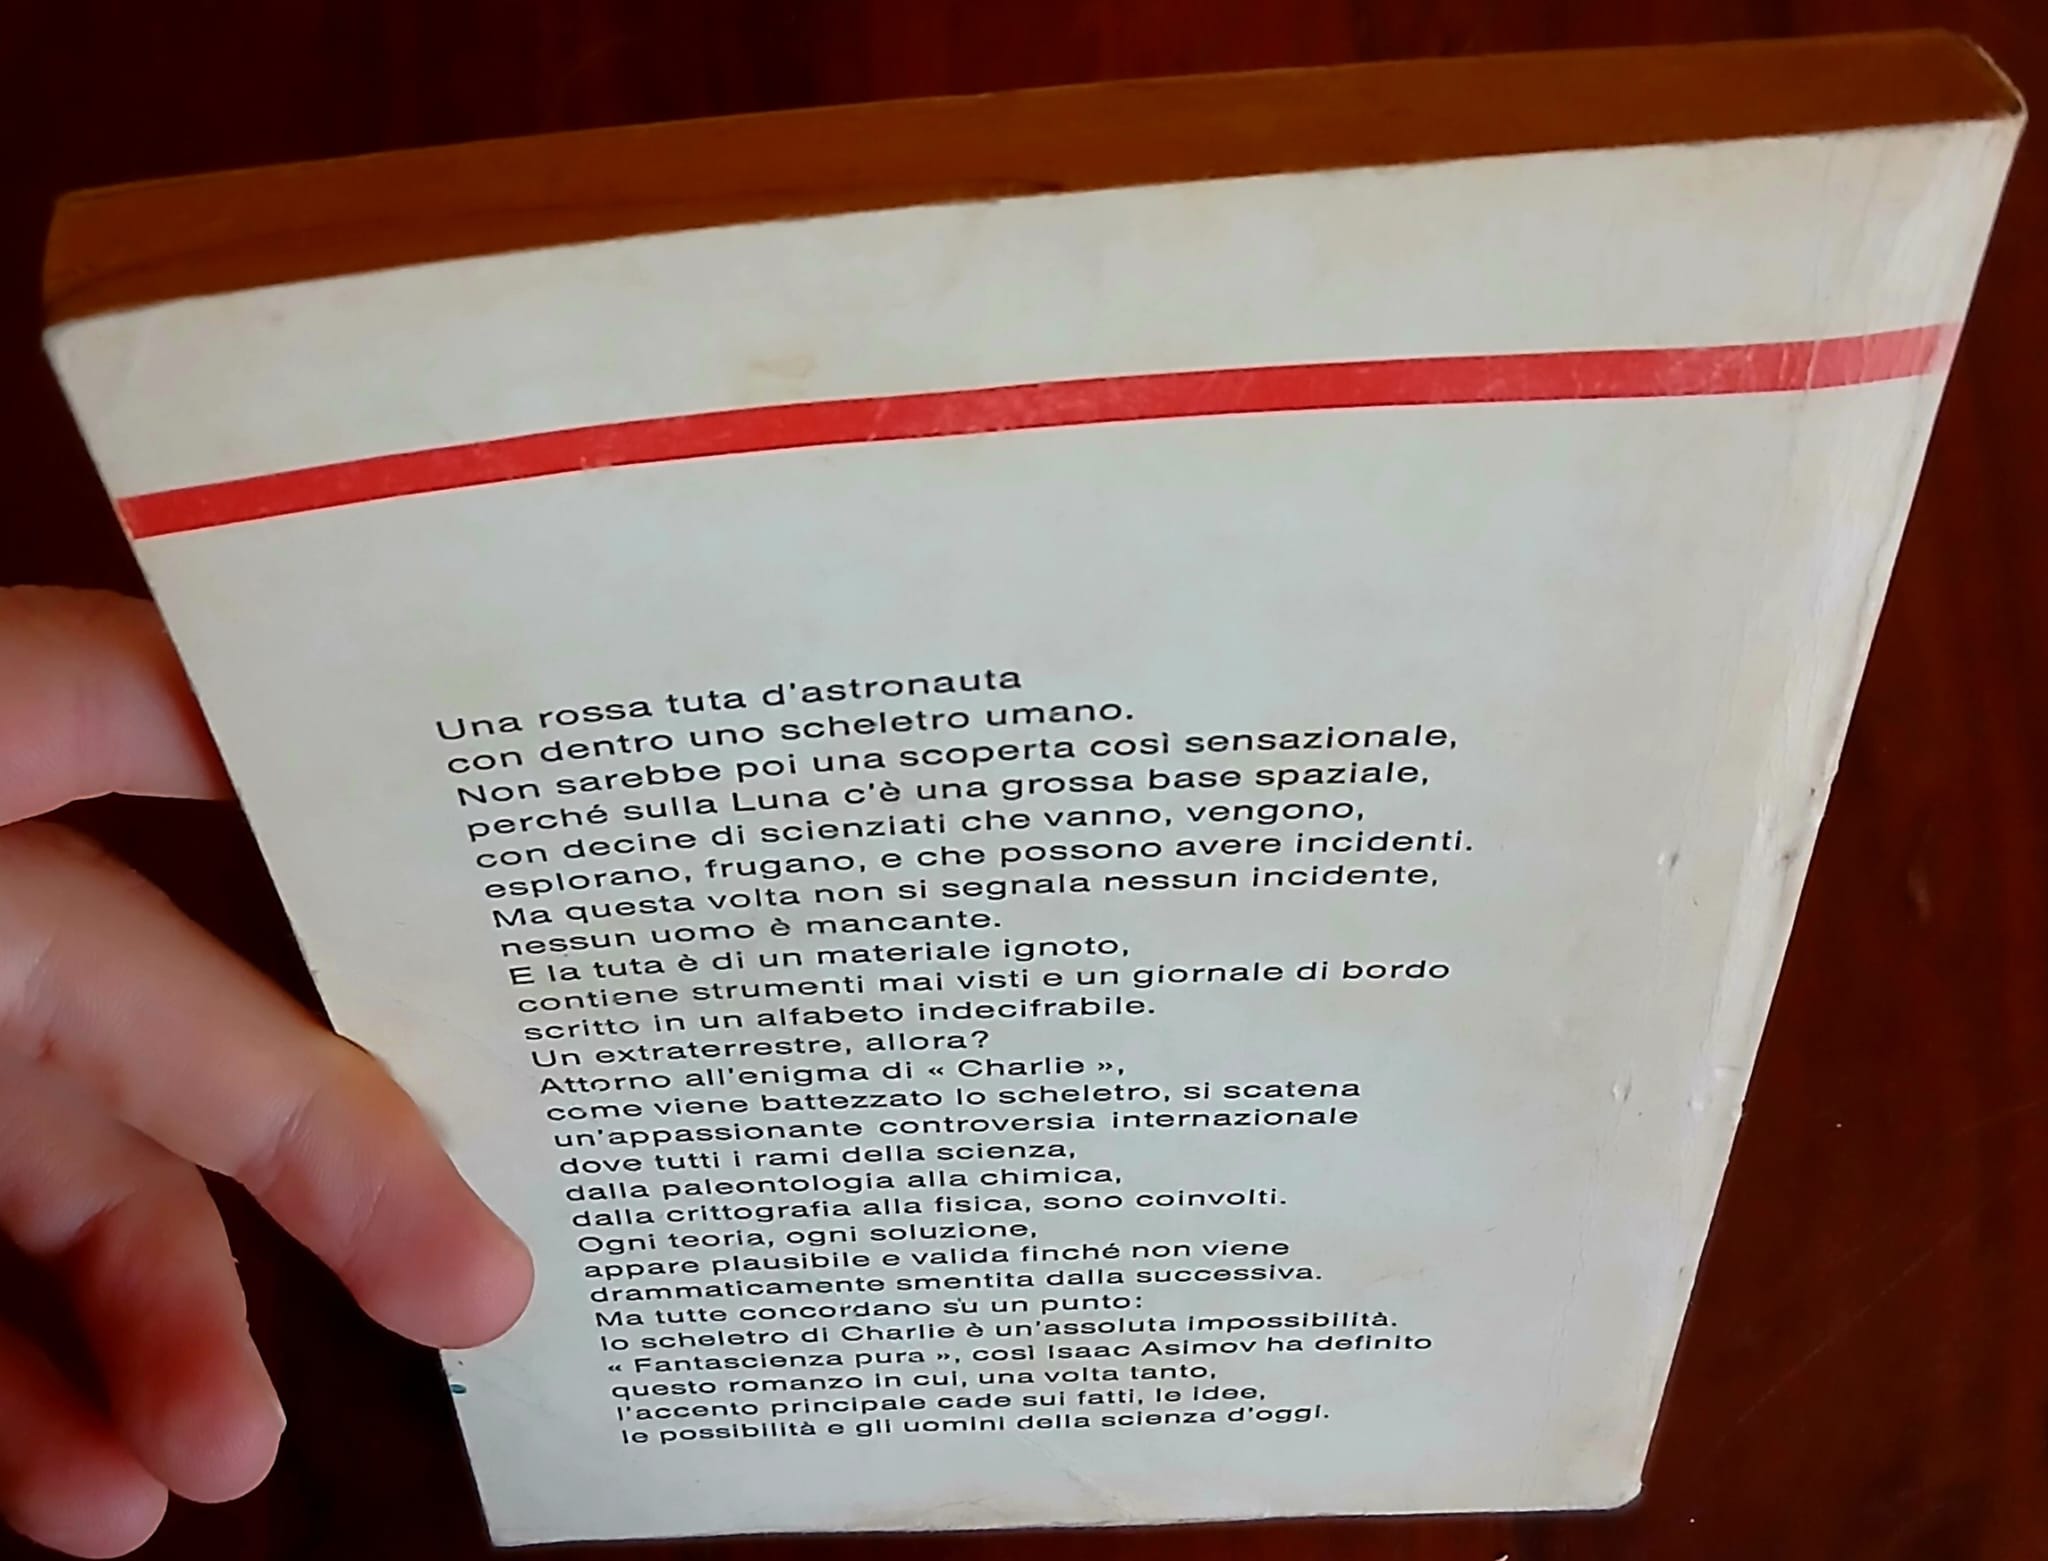 Una rossa tuta d'astronauta
con dentro uno scheletro umano.
Non sarebbe poi una scoperta così sensazionale,
perché sulla Luna c'è una grossa base spaziale,
con decine di scienziati che vanno, vengono,
esplorano, frugano, e che possono avere incidenti.
Ma questa volta non si segnala nessun incidente,
nessun uomo è mancante.
E la tuta è di un materiale ignoto,
contiene strumenti mai visti e un giornale di bordo
scritto in un alfabeto indecifrabile.
Un extraterrestre, allora?
Attorno all'enigma di « Charlie »,
come viene battezzato lo scheletro, si scatena
un'appassionante controversia internazionale
dove tutti i rami della scienza,
dalla paleontologia alla chimica,
dalla crittografia alla fisica, sono coinvolti.
Ogni teoria, ogni soluzione,
appare plausibile e valida finché non viene
drammaticamente smentita dalla successiva.
Ma tutte concordano su un punto:
lo scheletro di Charlie è un'assoluta impossibilità.
« Fantascienza pura », così Isaac Asimov ha definito
questo romanzo in cui, una volta tanto,
l'accento principale cade sui fatti, le idee,
le possibilità e gli uomini della scienza d'oggi.